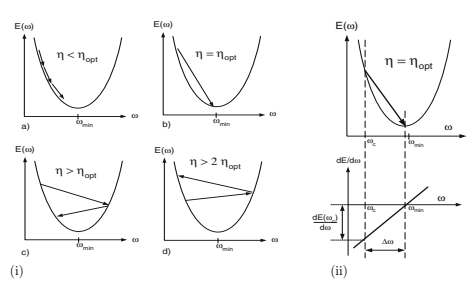 E(ω)
η < ηopt
ωmin
ω
a)
E(ω)
η = ηopt
ωmin
ω
b)
E(ω)
η > ηopt
ωmin
ω
c)
E(ω)
η > 2 ηopt
ωmin
ω
d)
(i)
E(ω)
η = ηopt
ωc
ωmin
ω
dE/dω
ωc
ωmin
ω
dE(ωc)
dω
Δω
(ii)